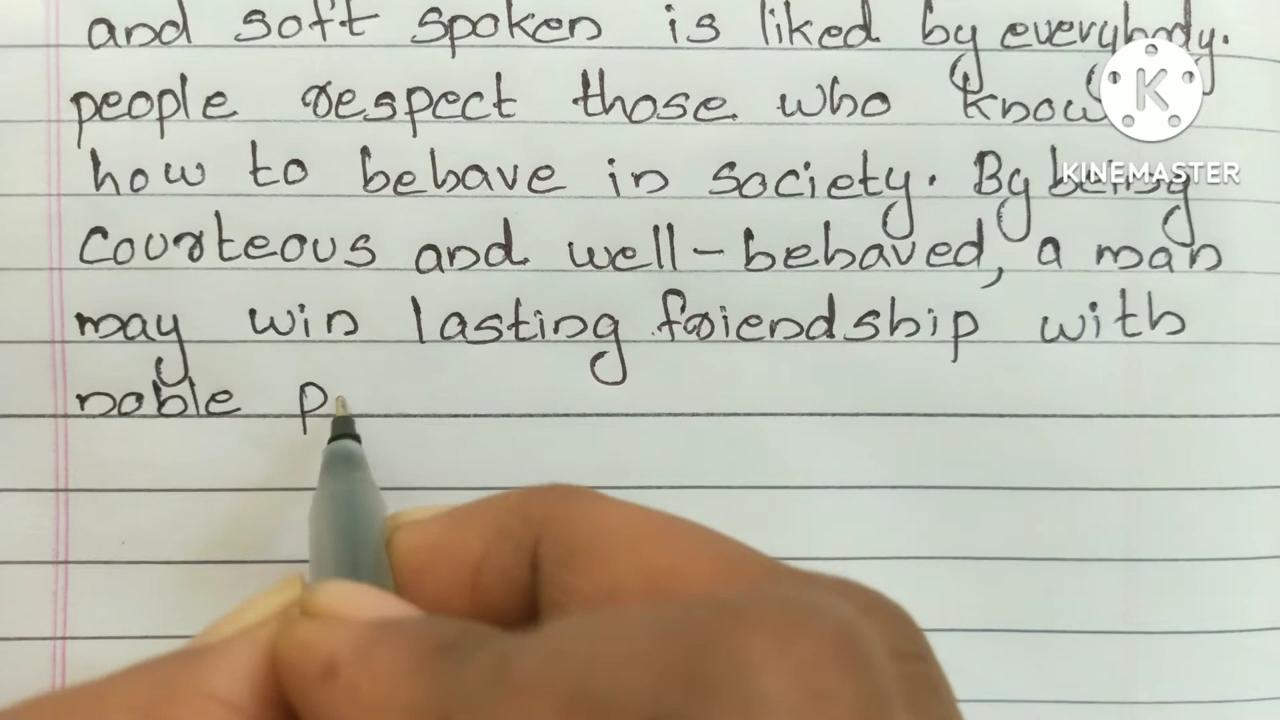 and soft spoken is liked by everybody.
people respect those who know
how to behave in society. By being
courteous and well-behaved, a man
may win lasting friendship with
noble p
K
KINEMASTER